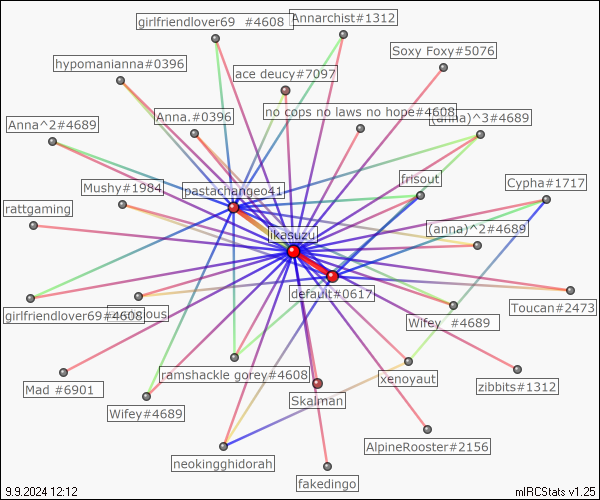 girlfriendlover69  #4608
Annarchist#1312
Soxy Foxy#5076
hypomanianna#0396
ace deucy#7097
no cops no laws no hope#4608
Anna.#0396
(anna)^3#4689
Anna^2#4689
frisout
Mushy#1984
pastachangeo41
Cypha#1717
rattgaming
ikasuzu
(anna)^2#4689
default#0617
Toucan#2473
girlfriendlover69#4608
Wifey  #4689
ramshackle gorey#4608
xenoyaut
Mad #6901
Skalman
zibbits#1312
Wifey#4689
AlpineRooster#2156
neokingghidorah
fakedingo
9.9.2024 12:12
mIRCStats v1.25